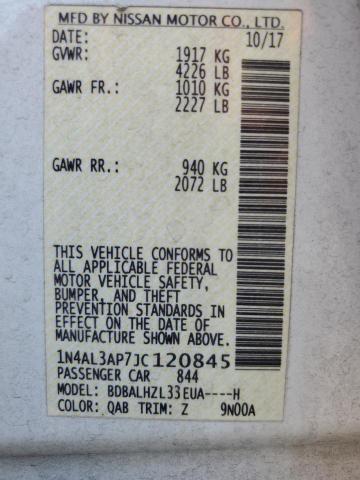 MFD BY NISSAN MOTOR CO., LTD.
DATE: 10/17
GVWR: 1917 KG
4226 LB
GAWR FR.: 1010 KG
2227 LB
GAWR RR.: 940 KG
2072 LB
THIS VEHICLE CONFORMS TO
ALL APPLICABLE FEDERAL
MOTOR VEHICLE SAFETY,
BUMPER, AND THEFT
PREVENTION STANDARDS IN
EFFECT ON THE DATE OF
MANUFACTURE SHOWN ABOVE.
1N4AL3AP7JC120845
PASSENGER CAR 844
MODEL: BDBALHZL33EUA----H
COLOR: QAB TRIM: Z 9N00A